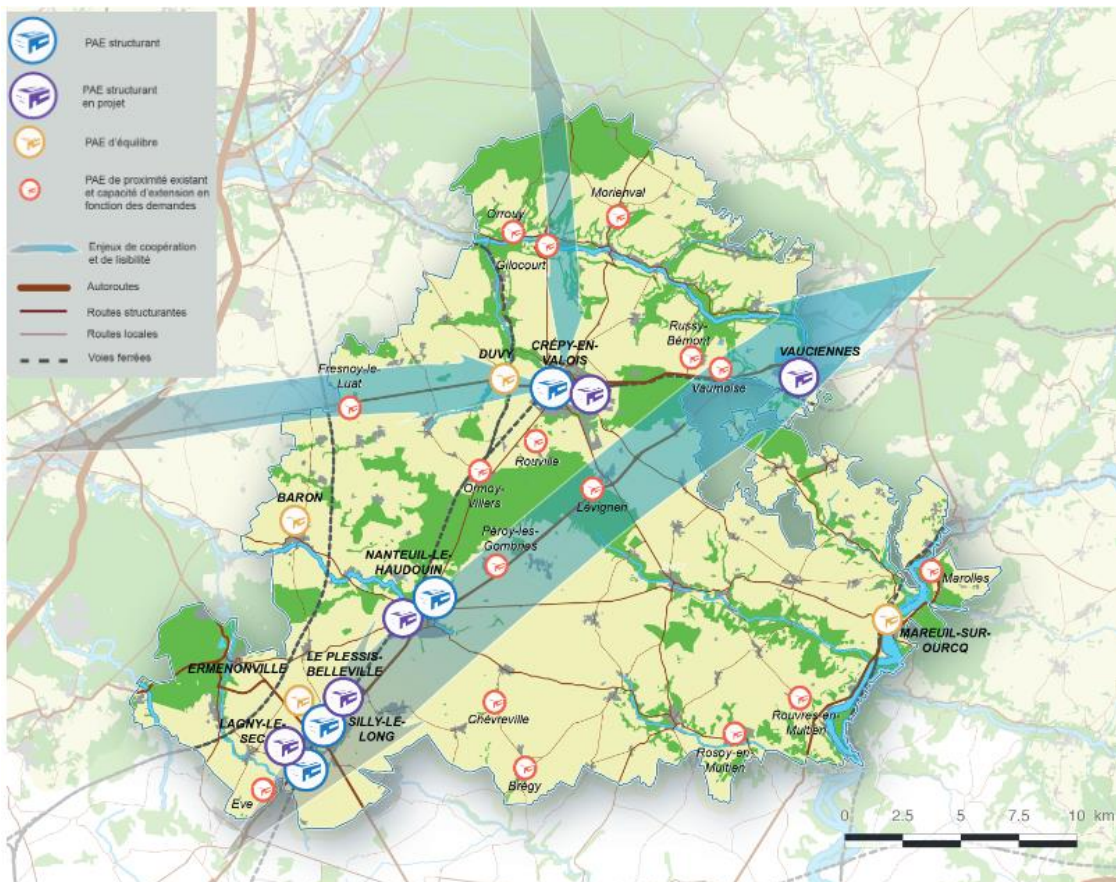 PAE structurant
PAE structurant
en projet
PAE d'équilibre
PAE de proximité existant
et capacité d'extension en
fonction des demandes
Enjeux de coopération
et de lisibilité
Autoroutes
Routes structurantes
Routes locales
Voies ferrées
Morienval
Orrouy
Gilocourt
Russy-
Bémont
DUVY
CRÉPY-EN-
VALOIS
VAUCIENNES
Fresnoy-le-
Luat
Vaumoise
Rouville
Ormoy-
Villers
Lévignen
BARON
Péroy-les-
Gombries
NANTEUIL-LE-
HAUDOUIN
Marolles
MAREUIL-SUR-
OURCQ
ERMENONVILLE
LE PLESSIS-
BELLEVILLE
LAGNY-LE-
SEC
SILLY-LE-
LONG
Chèvreville
Rouvres-en-
Multien
Rosoy-en-
Multien
Brégy
Eve
0 2.5 5 7.5 10 km